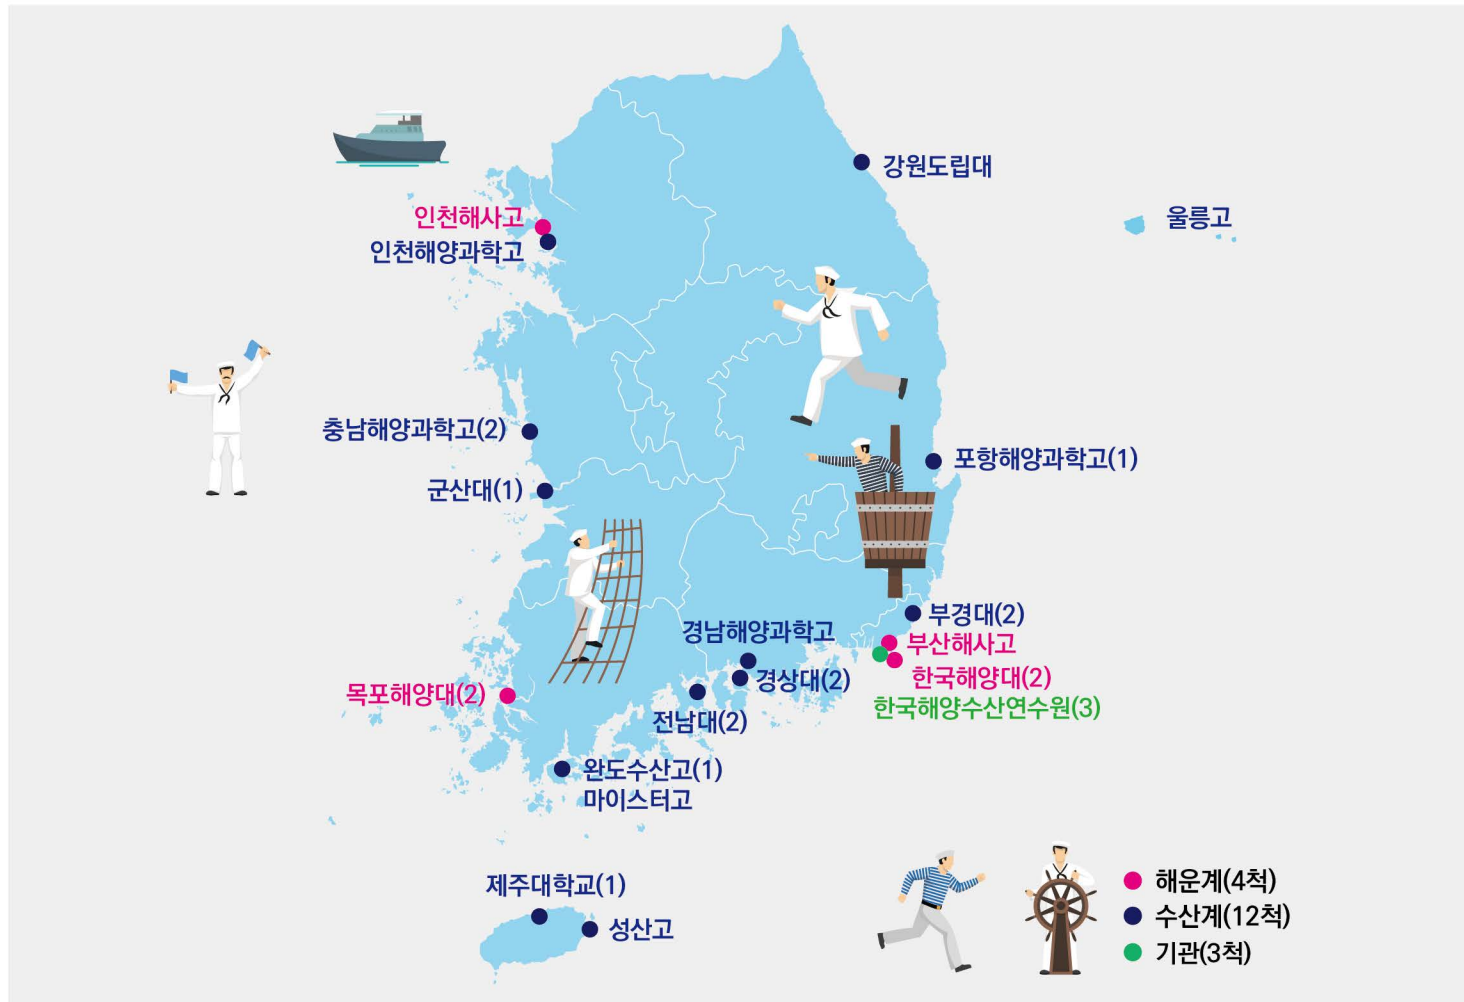 강원도립대
울릉고
인천해사고
인천해양과학고
충남해양과학고(2)
포항해양과학고(1)
군산대(1)
부경대(2)
경남해양과학고
부산해사고
경상대(2)
한국해양대(2)
목포해양대(2)
한국해양수산연수원(3)
전남대(2)
완도수산고(1)
마이스터고
제주대학교(1)
성산고
해운계(4척)
수산계(12척)
기관(3척)